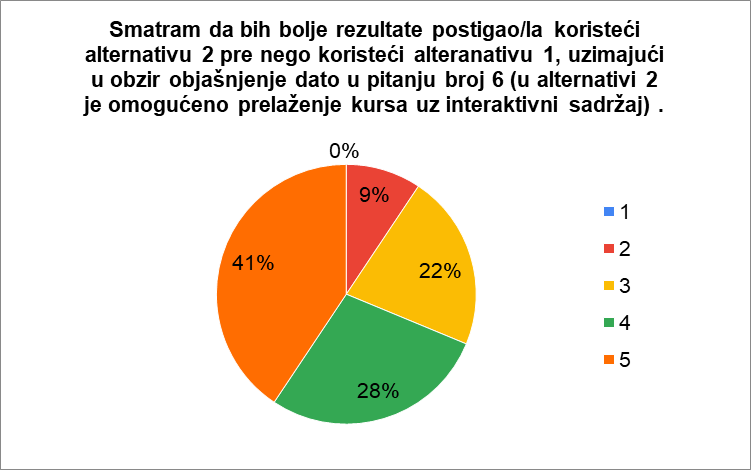 Smatram da bih bolje rezultate postigao/la koristeći
alternativu 2 pre nego koristeći alteranativu 1, uzimajući
u obzir objašnjenje dato u pitanju broj 6 (u alternativi 2
je omogućeno prelaženje kursa uz interaktivni sadržaj) .
0%
9%
22%
28%
41%
1
2
3
4
5